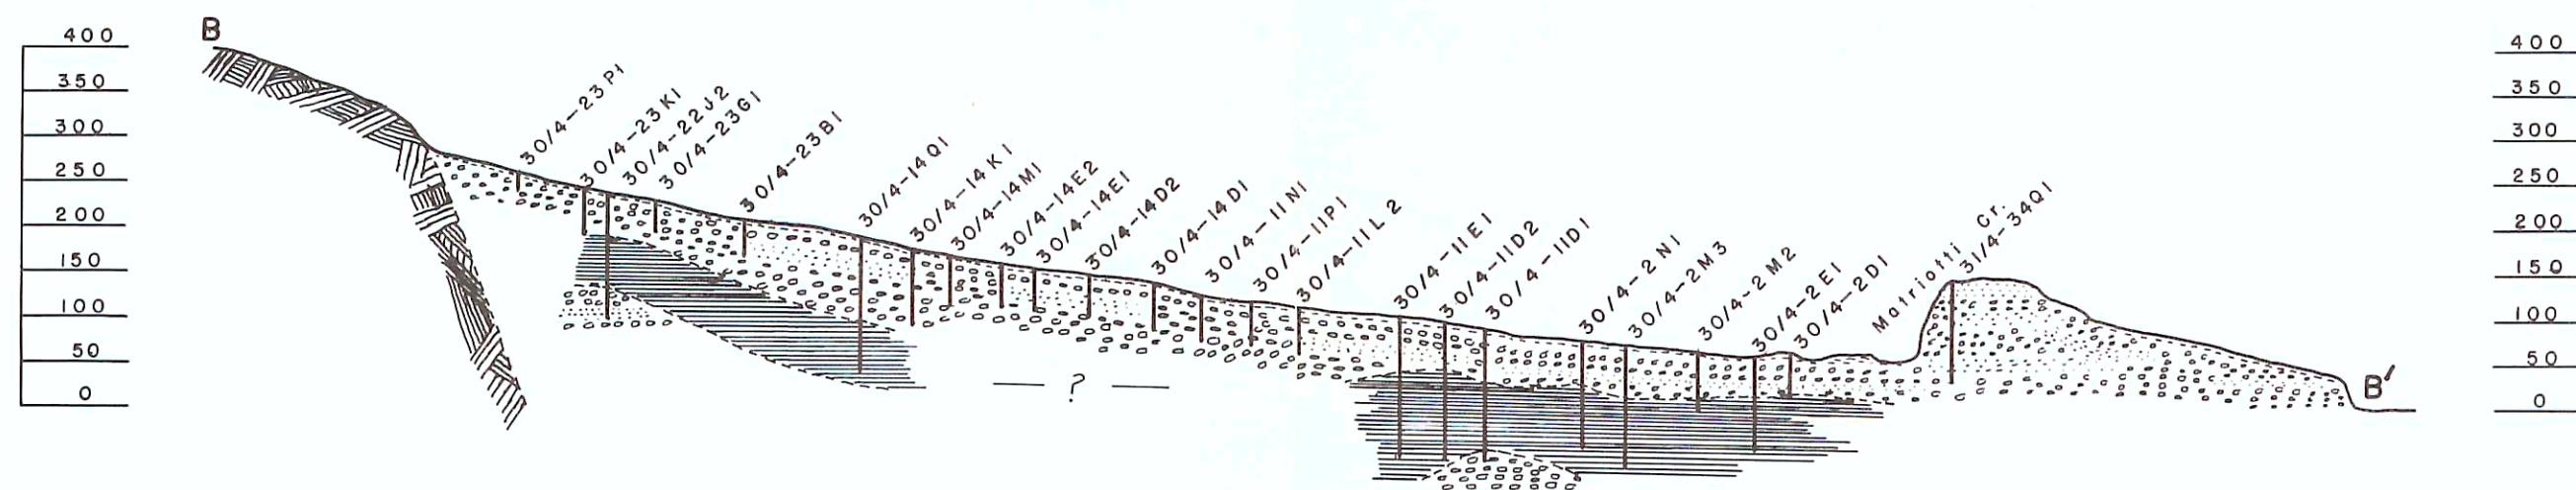 400
350
300
250
200
150
100
50
0
B
30/4-23P1
30/4-23K1
30/4-22J2
30/4-23G1
30/4-23B1
30/4-14Q1
30/4-14K1
30/4-14M1
30/4-14E2
30/4-14E1
30/4-14D2
30/4-14D1
30/4-11N1
30/4-11P1
30/4-11L2
30/4-11E1
30/4-11D2
30/4-11D1
30/4-2N1
30/4-2M3
30/4-2M2
30/4-2E1
30/4-2D1
Matriotti Cr.
31/4-34Q1
?
B'
400
350
300
250
200
150
100
50
0